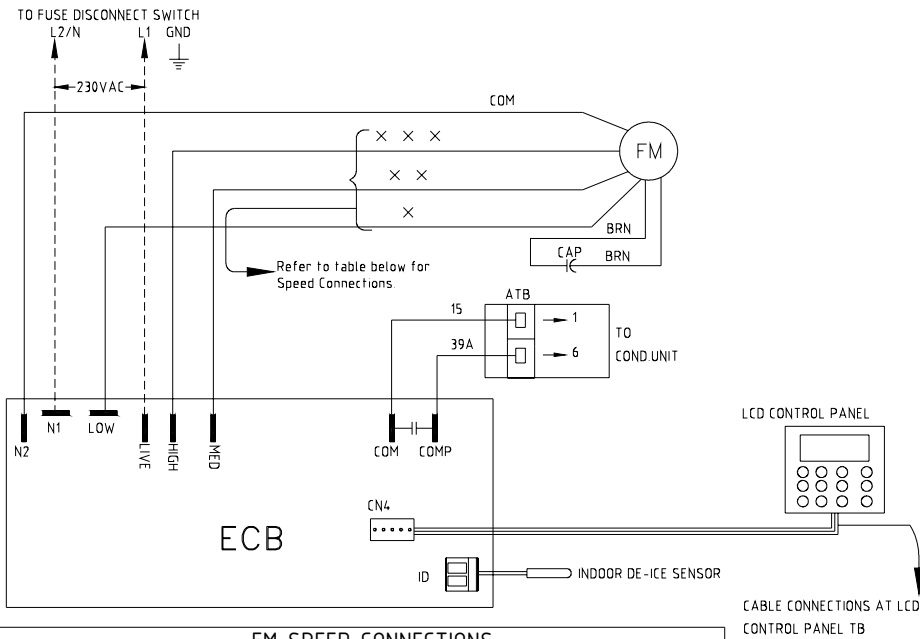 TO FUSE DISCONNECT SWITCH
L2/N L1 GND
230VAC
COM
FM
BRN
CAP BRN
Refer to table below for
Speed Connections.
ATB
15 1
39A 6
TO
COND.UNIT
N2 N1 LOW LIVE HIGH MED COM COMP
LCD CONTROL PANEL
CN4
ECB
ID
INDOOR DE-ICE SENSOR
CABLE CONNECTIONS AT LCD
CONTROL PANEL TB
FM SPEED CONNECTIONS